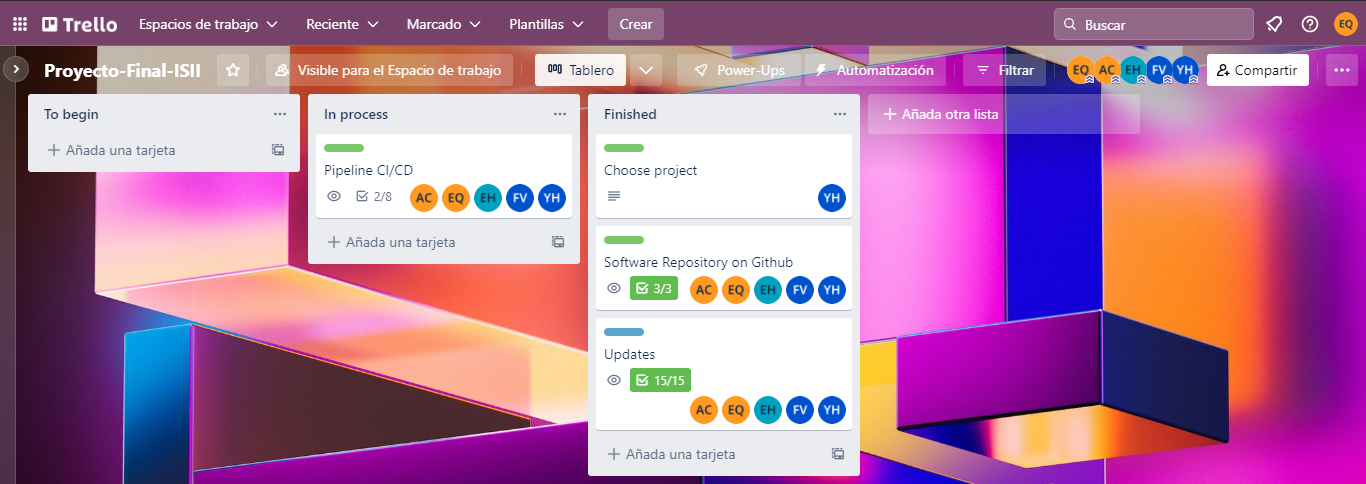 Trello Espacios de trabajo Reciente Marcado Plantillas Crear Buscar EQ
Proyecto-Final-ISII Visible para el Espacio de trabajo Tablero Power-Ups Automatización Filtrar EQ AC EH FV YH Compartir
To begin
Añada una tarjeta
In process
Pipeline CI/CD
2/8 AC EQ EH FV YH
Añada una tarjeta
Finished
Choose project
YH
Software Repository on Github
3/3 AC EQ EH FV YH
Updates
15/15
AC EQ EH FV YH
Añada una tarjeta
Añada otra lista